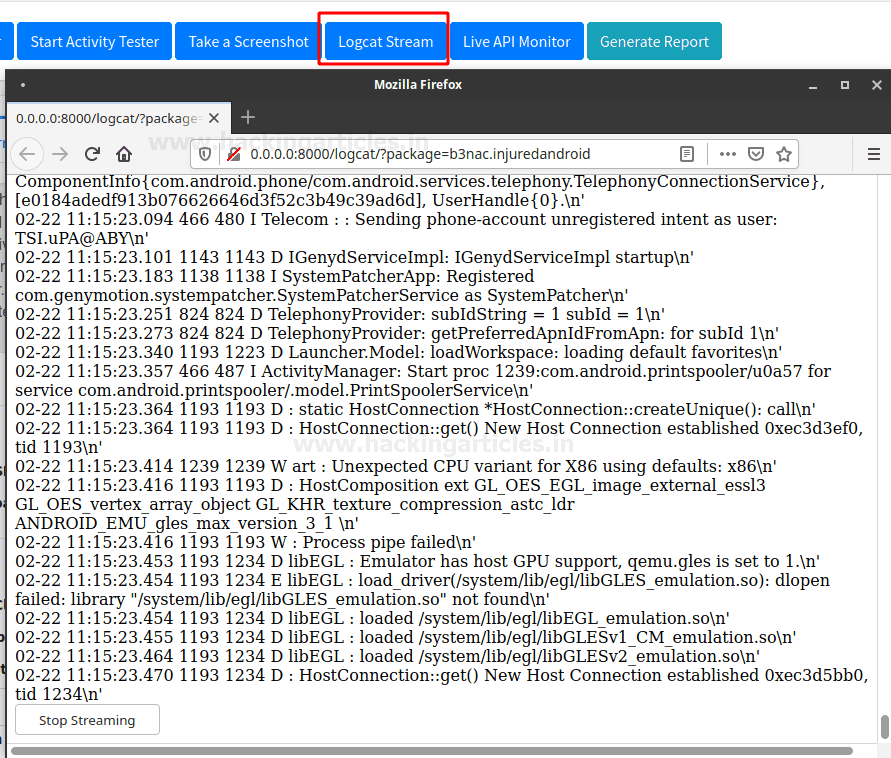 Start Activity Tester Take a Screenshot Logcat Stream Live API Monitor Generate Report
Mozilla Firefox
0.0.0.0:8000/logcat/?package=
www.hackingarticles.in
0.0.0.0:8000/logcat/?package=b3nac.injuredandroid
ComponentInfo{com.android.phone/com.android.services.telephony.TelephonyConnectionService},
[e0184adedf913b076626646d3f52c3b49c39ad6d], UserHandle{0}.\n'
02-22 11:15:23.094 466 480 I Telecom : : Sending phone-account unregistered intent as user:
TSI.uPA@ABY\n'
02-22 11:15:23.101 1143 1143 D IGenydServiceImpl: IGenydServiceImpl startup\n'
02-22 11:15:23.183 1138 1138 I SystemPatcherApp: Registered
com.genymotion.systempatcher.SystemPatcherService as SystemPatcher\n'
02-22 11:15:23.251 824 824 D TelephonyProvider: subIdString = 1 subId = 1\n'
02-22 11:15:23.273 824 824 D TelephonyProvider: getPreferredApnIdFromApn: for subId 1\n'
02-22 11:15:23.340 1193 1223 D Launcher.Model: loadWorkspace: loading default favorites\n'
02-22 11:15:23.357 466 487 I ActivityManager: Start proc 1239:com.android.printspooler/u0a57 for
service com.android.printspooler/.model.PrintSpoolerService\n'
02-22 11:15:23.364 1193 1193 D : static HostConnection *HostConnection::createUnique(): call\n'
02-22 11:15:23.364 1193 1193 D : HostConnection::get() New Host Connection established 0xec3d3ef0,
tid 1193\n'
www.hackingarticles.in
02-22 11:15:23.414 1239 1239 W art : Unexpected CPU variant for X86 using defaults: x86\n'
02-22 11:15:23.416 1193 1193 D : HostComposition ext GL_OES_EGL_image_external_essl3
GL_OES_vertex_array_object GL_KHR_texture_compression_astc_ldr
ANDROID_EMU_gles_max_version_3_1 \n'
02-22 11:15:23.416 1193 1193 W : Process pipe failed\n'
02-22 11:15:23.453 1193 1234 D libEGL : Emulator has host GPU support, qemu.gles is set to 1.\n'
02-22 11:15:23.454 1193 1234 E libEGL : load_driver(/system/lib/egl/libGLES_emulation.so): dlopen
failed: library "/system/lib/egl/libGLES_emulation.so" not found\n'
02-22 11:15:23.454 1193 1234 D libEGL : loaded /system/lib/egl/libEGL_emulation.so\n'
02-22 11:15:23.455 1193 1234 D libEGL : loaded /system/lib/egl/libGLESv1_CM_emulation.so\n'
02-22 11:15:23.464 1193 1234 D libEGL : loaded /system/lib/egl/libGLESv2_emulation.so\n'
02-22 11:15:23.470 1193 1234 D : HostConnection::get() New Host Connection established 0xec3d5bb0,
tid 1234\n'
Stop Streaming